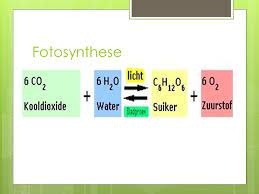 Fotosynthese
6 CO₂ + 6 H₂O licht C₆H₁₂O₆ + 6 O₂
Kooldioxide Water Suiker Zuurstof